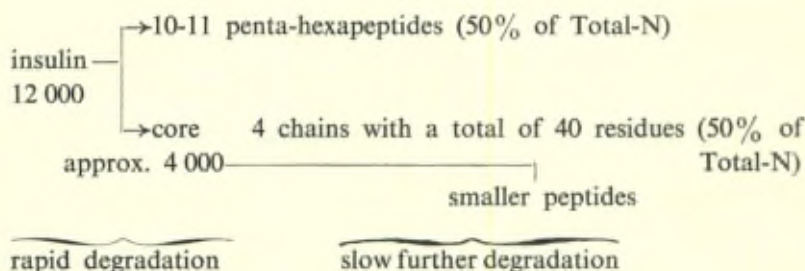 →10-11 penta-hexapeptides (50% of Total-N)
insulin
12 000
→core 4 chains with a total of 40 residues (50% of
approx. 4 000 Total-N)
smaller peptides
rapid degradation slow further degradation